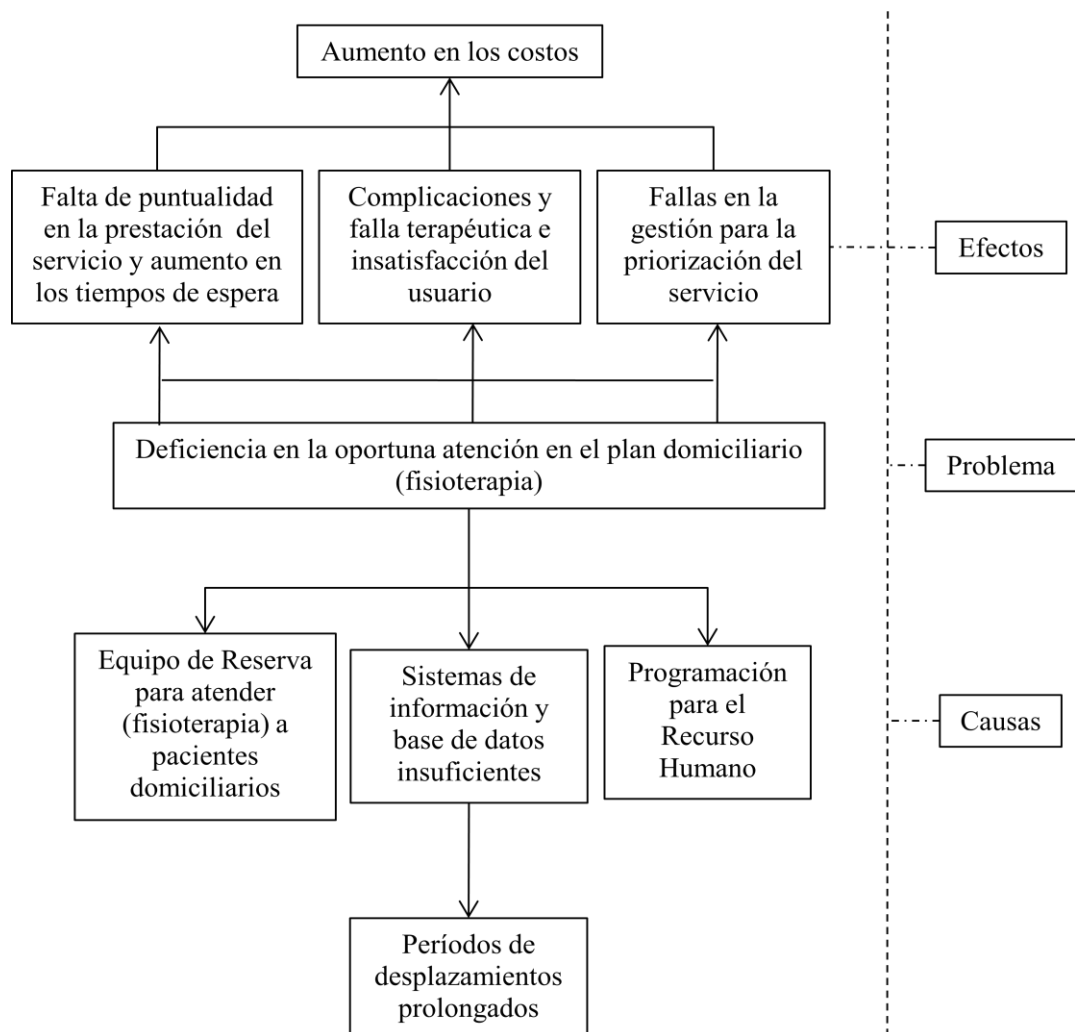 Aumento en los costos
Falta de puntualidad
en la prestación del
servicio y aumento en
los tiempos de espera
Complicaciones y
falla terapéutica e
insatisfacción del
usuario
Fallas en la
gestión para la
priorización del
servicio
Efectos
Deficiencia en la oportuna atención en el plan domiciliario
(fisioterapia)
Problema
Equipo de Reserva
para atender
(fisioterapia) a
pacientes
domiciliarios
Sistemas de
información y
base de datos
insuficientes
Programación
para el
Recurso
Humano
Causas
Períodos de
desplazamientos
prolongados